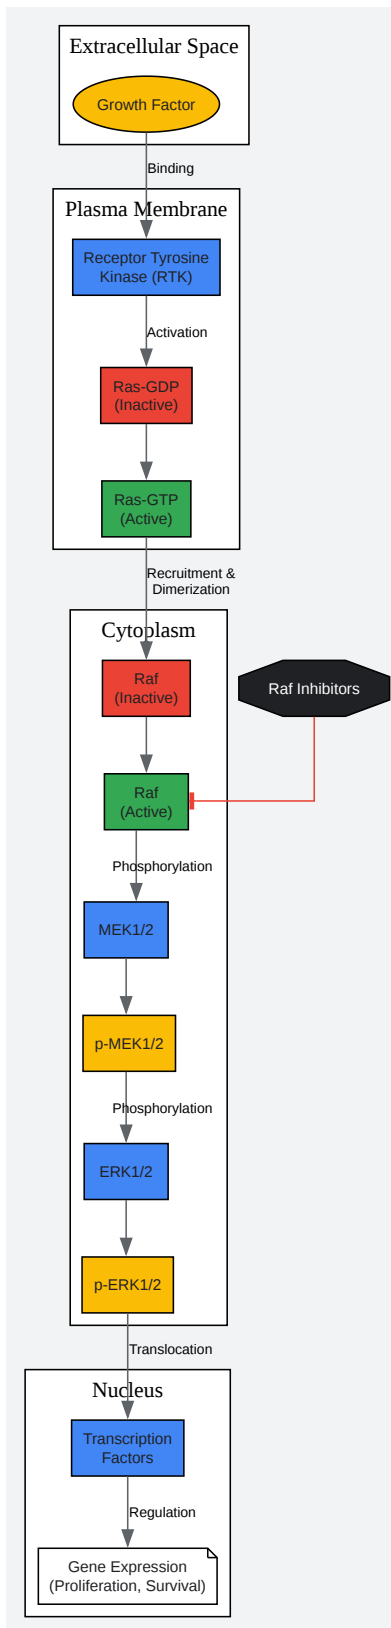 Extracellular Space
Growth Factor
Binding
Plasma Membrane
Receptor Tyrosine
Kinase (RTK)
Activation
Ras-GDP
(Inactive)
Ras-GTP
(Active)
Recruitment &
Dimerization
Cytoplasm
Raf
(Inactive)
Raf Inhibitors
Raf
(Active)
Phosphorylation
MEK1/2
p-MEK1/2
Phosphorylation
ERK1/2
p-ERK1/2
Translocation
Nucleus
Transcription
Factors
Regulation
Gene Expression
(Proliferation, Survival)